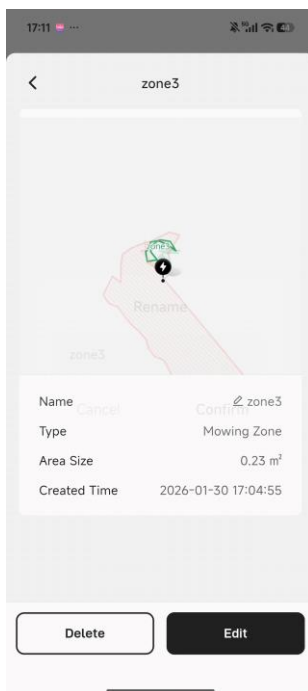 17:11
zone3
zone3
Rename
zone3
Name zone3
Cancel Confirm
Type Mowing Zone
Area Size 0.23 m²
Created Time 2026-01-30 17:04:55
Delete Edit